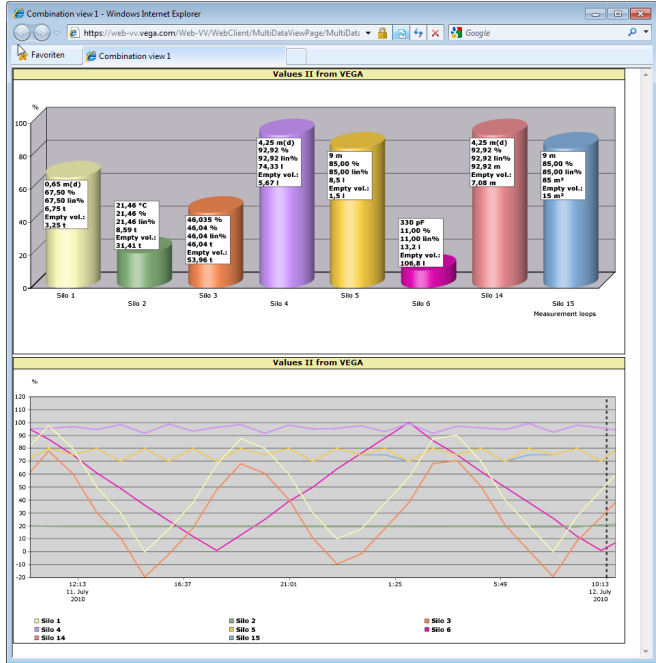 Combination view 1 - Windows Internet Explorer
https://web-vv.vega.com/Web-VV/WebClient/MultiDataViewPage/MultiData
Google
Favoriten
Combination view 1
Values II from VEGA
%
100
80
60
40
20
0
0,65 m(d)
67,50 %
67,50 lin%
6,75 t
Empty vol.:
3,25 t
21,46 °C
21,46 %
21,46 lin%
8,59 t
Empty vol.:
31,41 t
46,035 %
46,04 %
46,04 lin%
46,04 t
Empty vol.:
53,96 t
4,25 m(d)
92,92 %
92,92 lin%
74,33 l
Empty vol.:
5,67 l
9 m
85,00 %
85,00 lin%
8,5 l
Empty vol.:
1,5 l
330 pF
11,00 %
11,00 lin%
13,2 l
Empty vol.:
106,8 l
4,25 m(d)
92,92 %
92,92 lin%
92,92 m
Empty vol.:
7,08 m
9 m
85,00 %
85,00 lin%
85 m³
Empty vol.:
15 m³
Silo 1
Silo 2
Silo 3
Silo 4
Silo 5
Silo 6
Silo 14
Silo 15
Measurement loops
Values II from VEGA
%
120
110
100
90
80
70
60
50
40
30
20
10
0
-10
-20
12:13
11. July
2010
16:37
21:01
1:25
5:49
10:13
12. July
2010
Silo 1
Silo 2
Silo 3
Silo 4
Silo 5
Silo 6
Silo 14
Silo 15